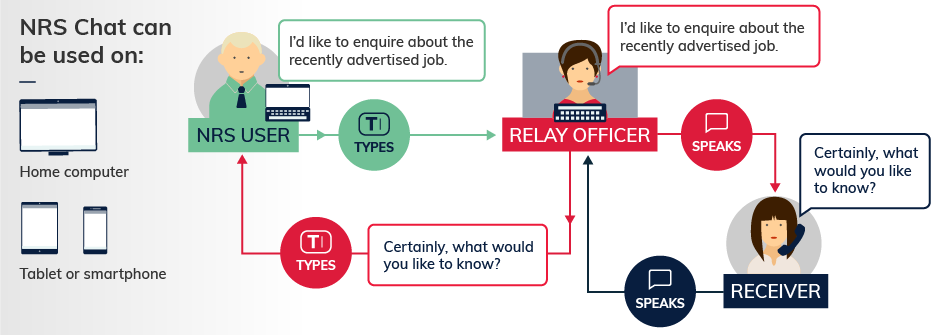 NRS Chat can
be used on:
Home computer
Tablet or smartphone
I'd like to enquire about the
recently advertised job.
NRS USER
TYPES
I'd like to enquire about the
recently advertised job.
RELAY OFFICER
SPEAKS
Certainly, what
would you like
to know?
RECEIVER
SPEAKS
Certainly, what would
you like to know?
T
TYPES